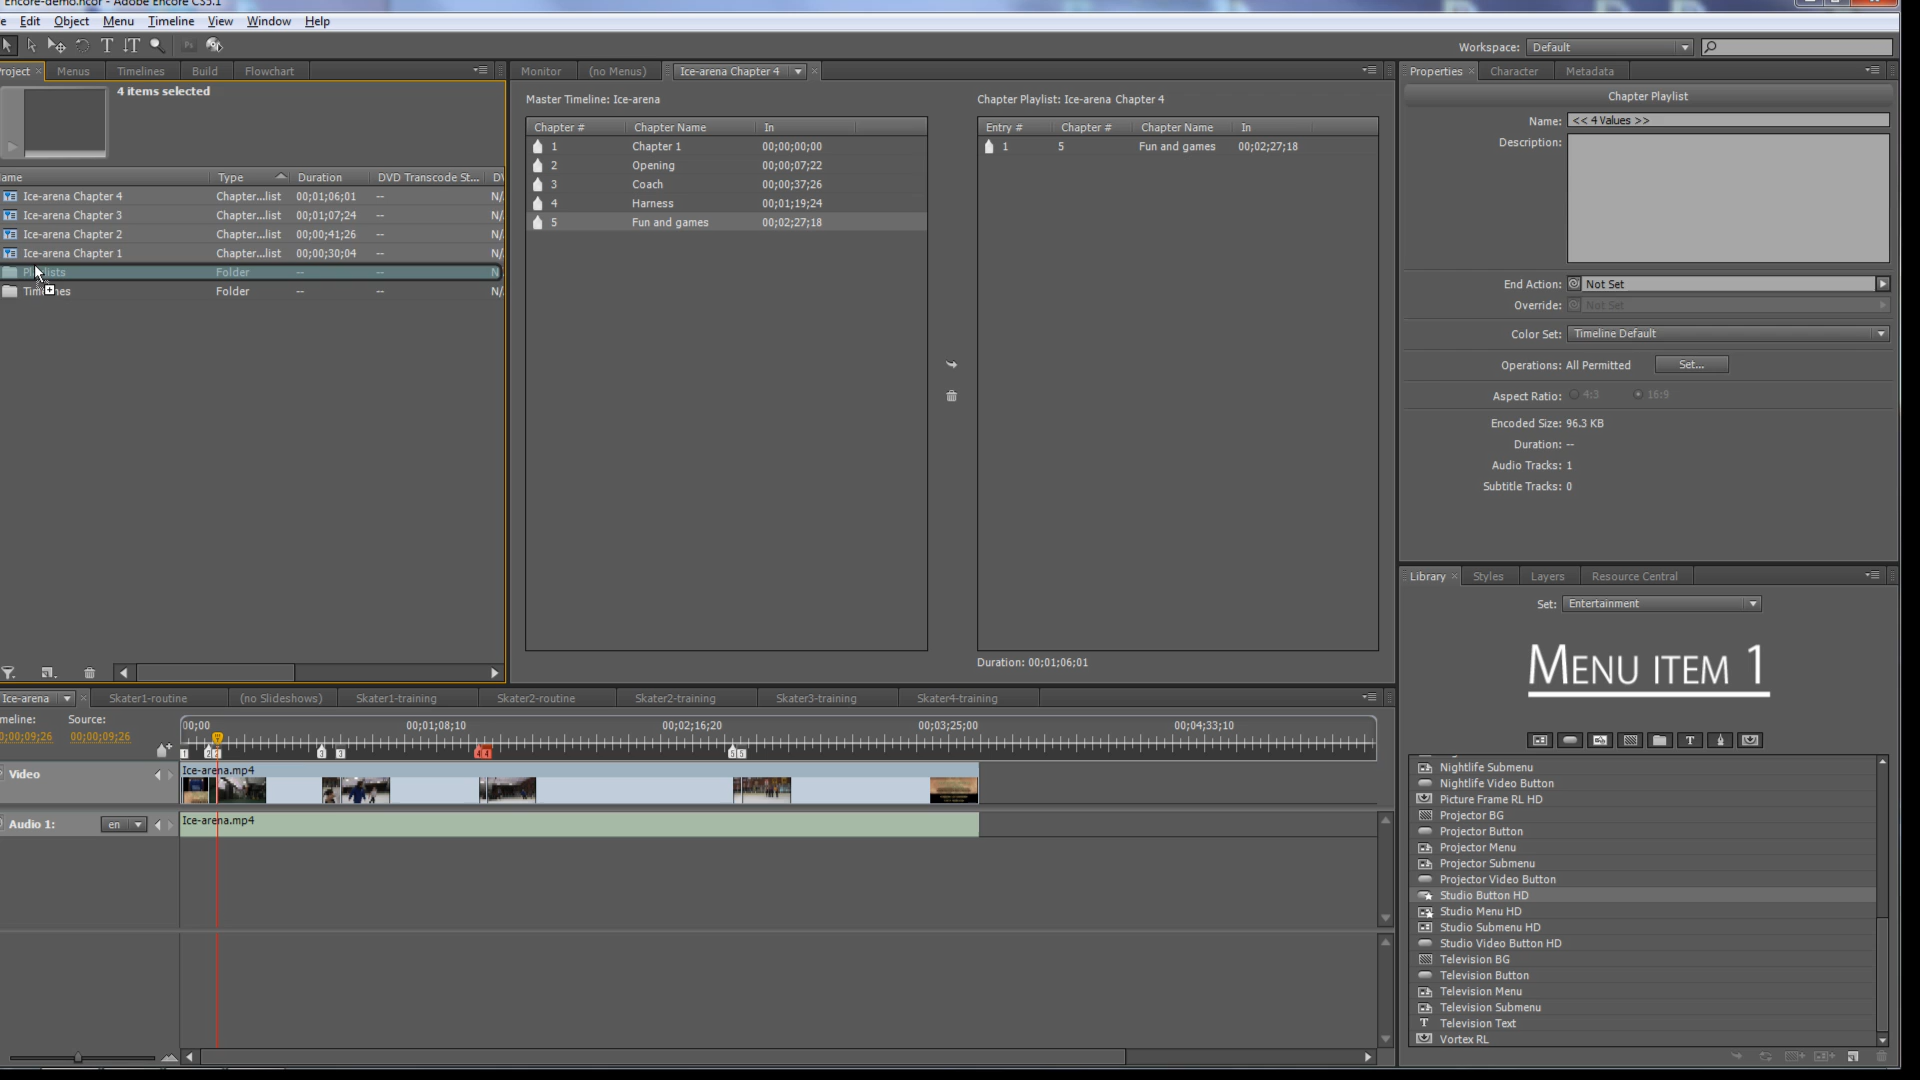 Encore-demo.ncor - Adobe Encore CS5.1
Edit Object Menu Timeline View Window Help
Workspace: Default
Project Menus Timelines Build Flowchart
4 items selected
Name Type Duration DVD Transcode St...
Ice-arena Chapter 4 Chapter...list 00;01;06;01 -- N/
Ice-arena Chapter 3 Chapter...list 00;01;07;24 -- N/
Ice-arena Chapter 2 Chapter...list 00;00;41;26 -- N/
Ice-arena Chapter 1 Chapter...list 00;00;30;04 -- N/
Playlists Folder -- -- N
Timelines Folder -- -- N/
Monitor (no Menus) Ice-arena Chapter 4
Master Timeline: Ice-arena
Chapter # Chapter Name In
1 Chapter 1 00;00;00;00
2 Opening 00;00;07;22
3 Coach 00;00;37;26
4 Harness 00;01;19;24
5 Fun and games 00;02;27;18
Chapter Playlist: Ice-arena Chapter 4
Entry # Chapter # Chapter Name In
1 5 Fun and games 00;02;27;18
Duration: 00;01;06;01
Properties Character Metadata
Chapter Playlist
Name: << 4 Values >>
Description:
End Action: Not Set
Override: Not Set
Color Set: Timeline Default
Operations: All Permitted Set...
Aspect Ratio: 4:3 16:9
Encoded Size: 96.3 KB
Duration: --
Audio Tracks: 1
Subtitle Tracks: 0
Library Styles Layers Resource Central
Set: Entertainment
MENU ITEM 1
Nightlife Submenu
Nightlife Video Button
Picture Frame RL HD
Projector BG
Projector Button
Projector Menu
Projector Submenu
Projector Video Button
Studio Button HD
Studio Menu HD
Studio Submenu HD
Studio Video Button HD
Television BG
Television Button
Television Menu
Television Submenu
Television Text
Vortex RL
Ice-arena Skater1-routine (no Slideshows) Skater1-training Skater2-routine Skater2-training Skater3-training Skater4-training
meline: Source:
0;00;09;26 00;00;09;26
00;00 00;01;08;10 00;02;16;20 00;03;25;00 00;04;33;10
Video Ice-arena.mp4
Audio 1: en Ice-arena.mp4